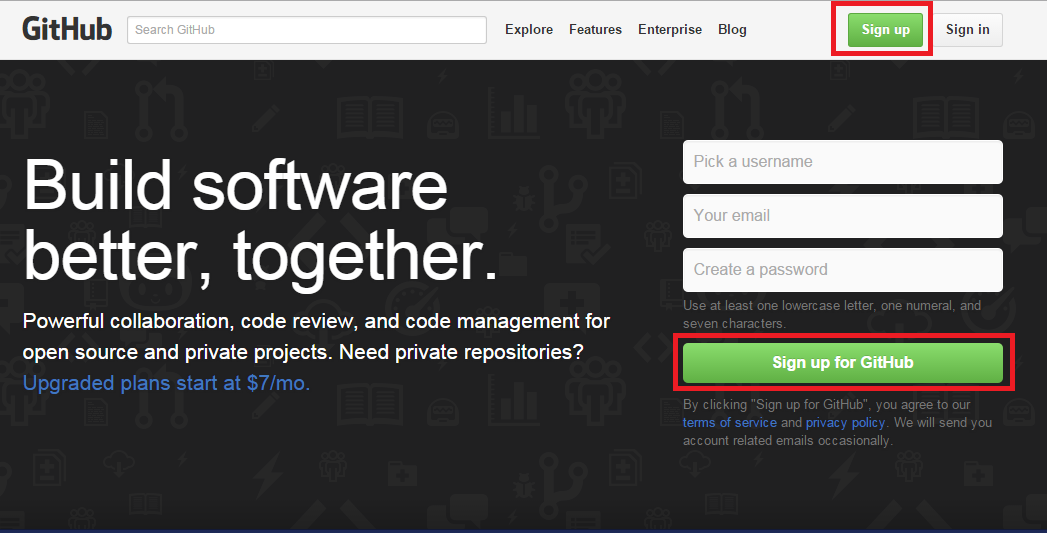 GitHub
Search GitHub
Explore Features Enterprise Blog
Sign up
Sign in
Build software
better, together.
Powerful collaboration, code review, and code management for
open source and private projects. Need private repositories?
Upgraded plans start at $7/mo.
Pick a username
Your email
Create a password
Use at least one lowercase letter, one numeral, and
seven characters.
Sign up for GitHub
By clicking "Sign up for GitHub", you agree to our
terms of service and privacy policy. We will send you
account related emails occasionally.